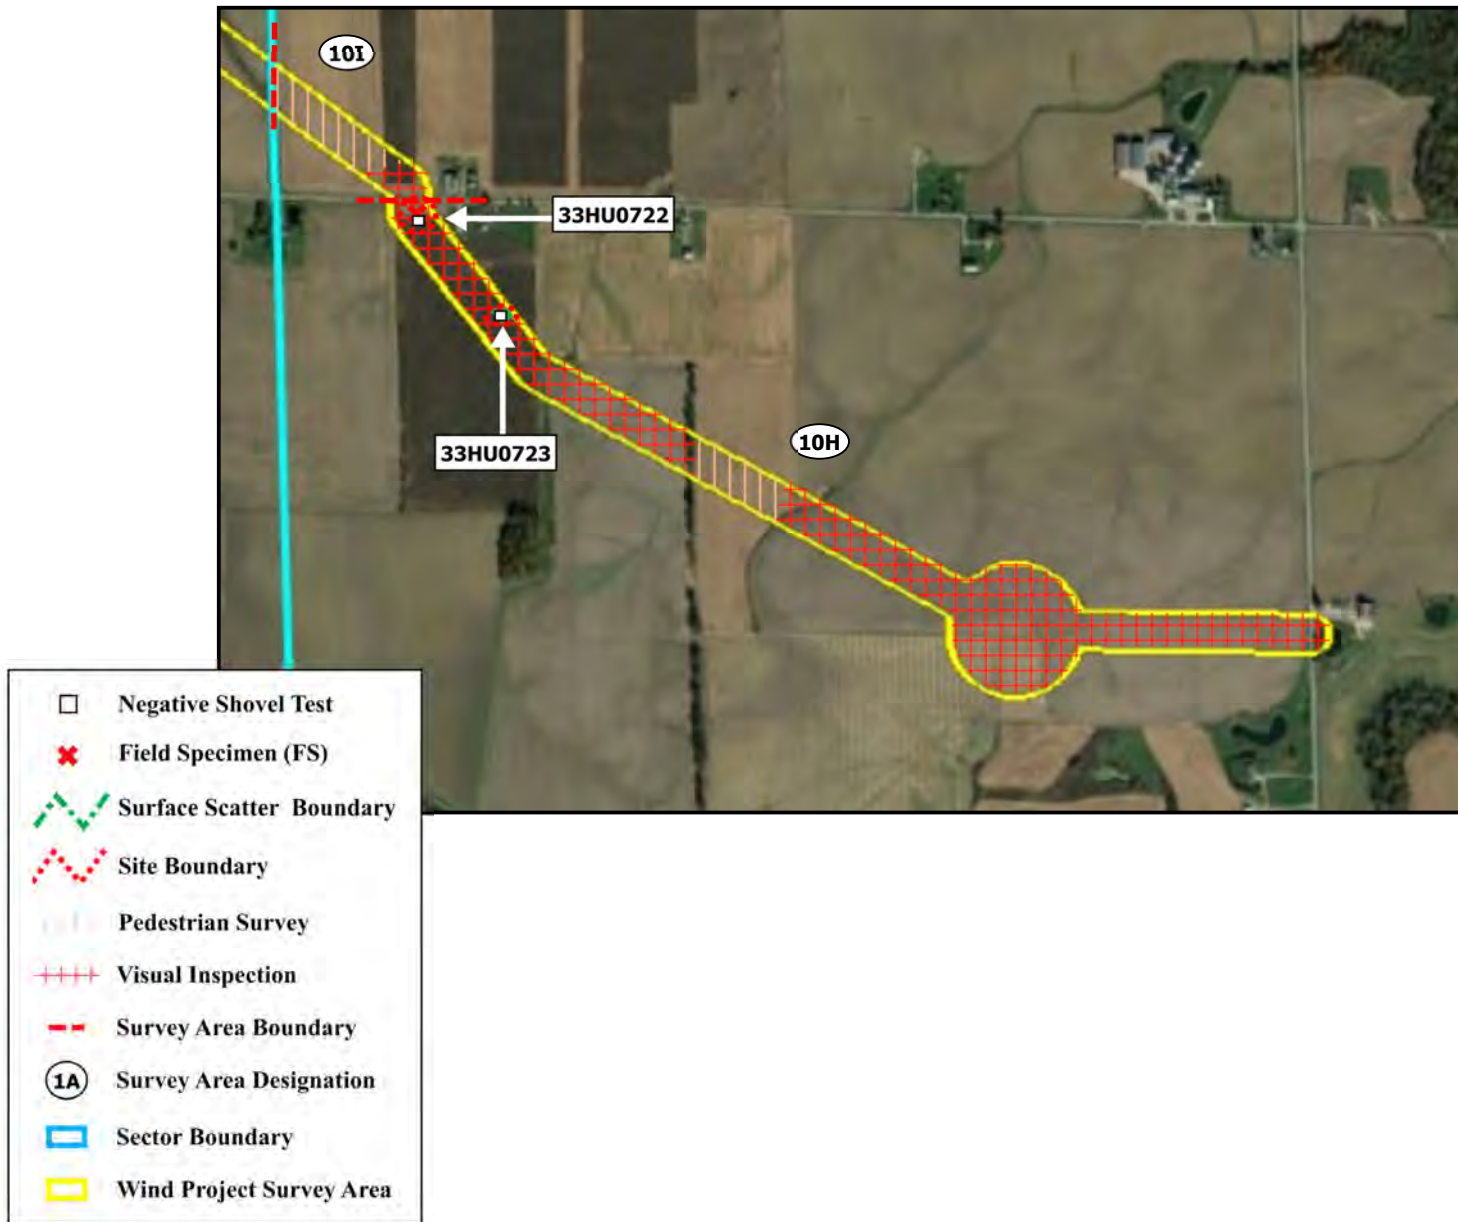 10I
33HU0722
33HU0723
10H
Negative Shovel Test
Field Specimen (FS)
Surface Scatter Boundary
Site Boundary
Pedestrian Survey
Visual Inspection
Survey Area Boundary
1A Survey Area Designation
Sector Boundary
Wind Project Survey Area